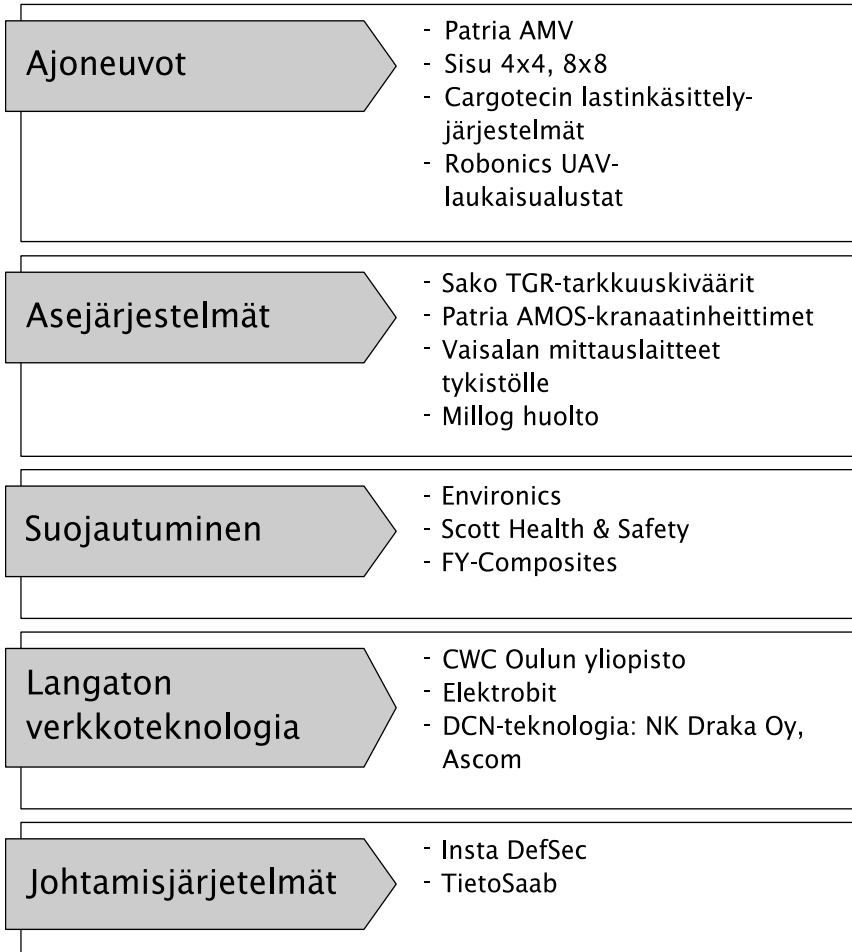 Ajoneuvot
- Patria AMV
- Sisu 4x4, 8x8
- Cargotecin lastinkäsittely-
järjestelmät
- Robonics UAV-
laukaisualustat
Asejärjestelmät
- Sako TGR-tarkkuuskiväärit
- Patria AMOS-kranaatinheittimet
- Vaisalan mittauslaitteet
tykistölle
- Millog huolto
Suojautuminen
- Environics
- Scott Health & Safety
- FY-Composites
Langaton
verkkoteknologia
- CWC Oulun yliopisto
- Elektrobit
- DCN-teknologia: NK Draka Oy,
Ascom
Johtamisjärjetelmät
- Insta DefSec
- TietoSaab